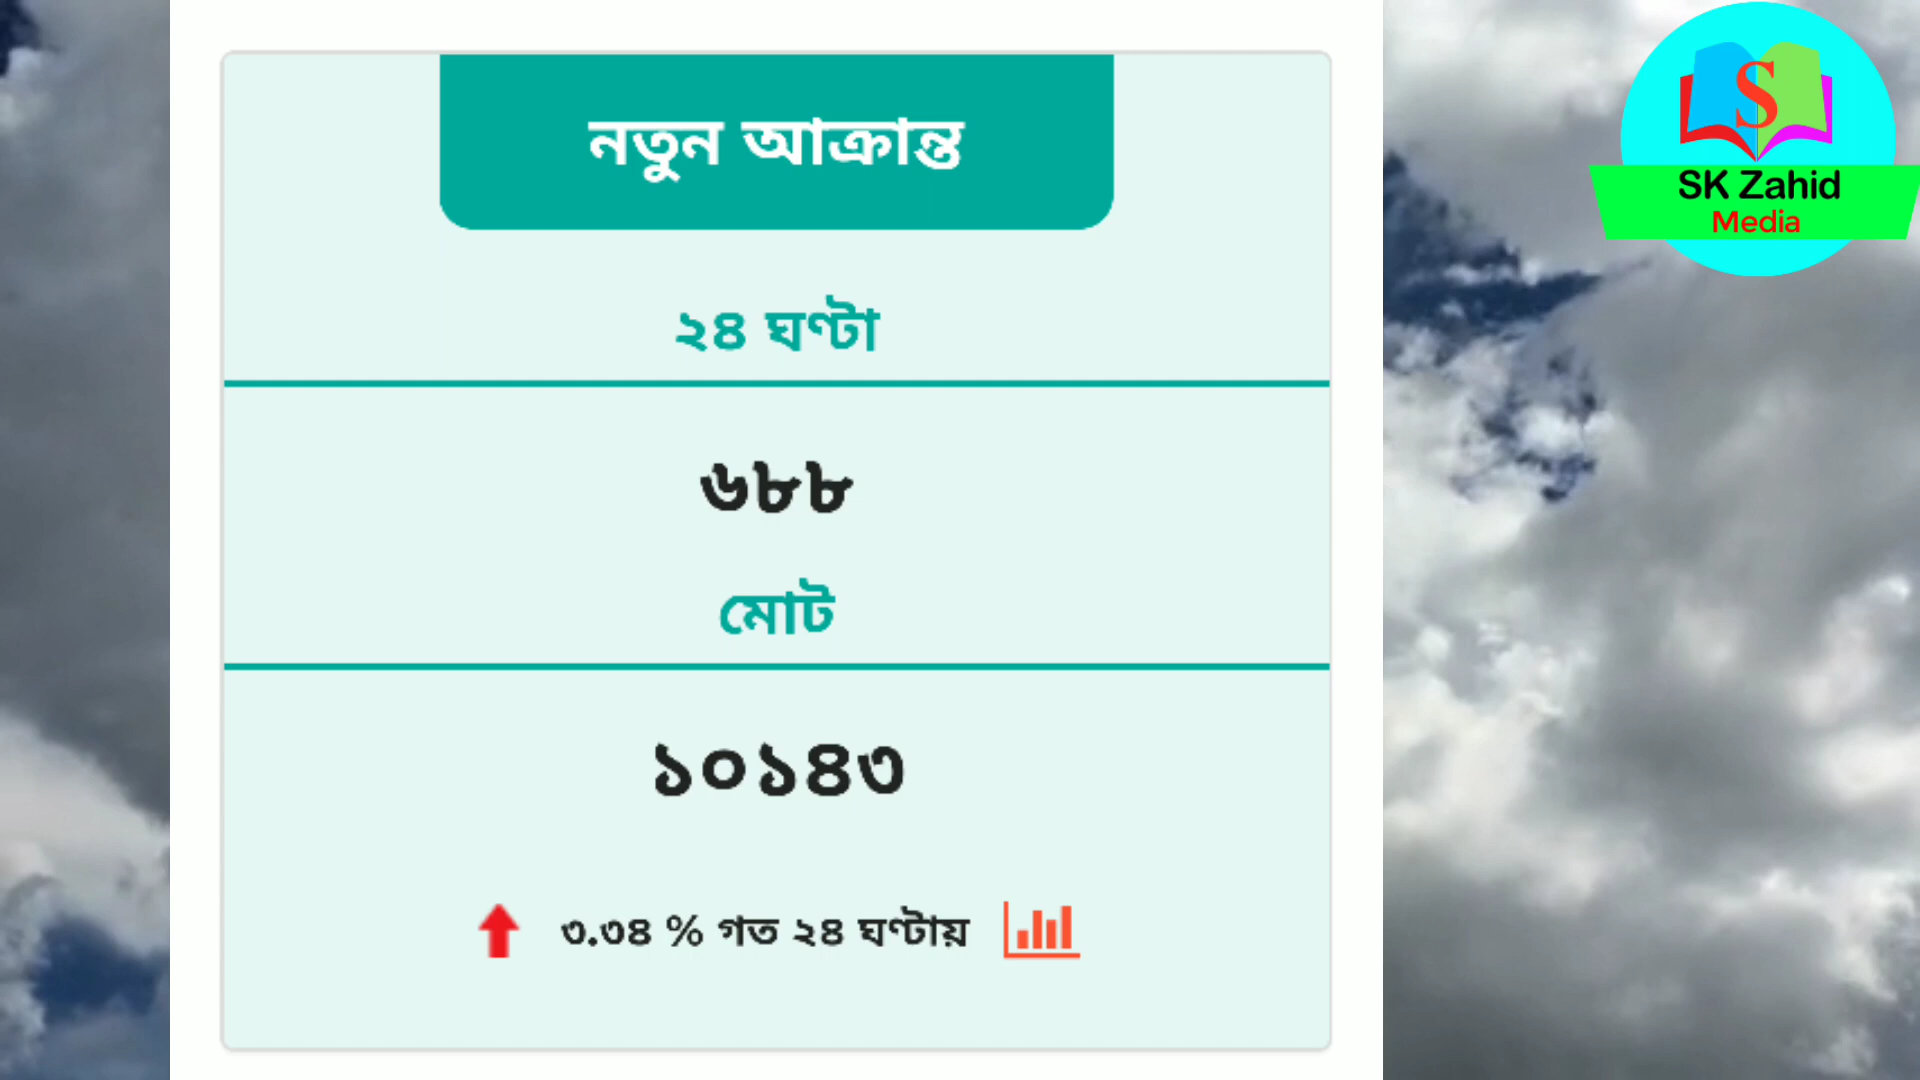 নতুন আক্রান্ত
২৪ ঘণ্টা
৬৮৮
মোট
১০১৪৩
৩.৩৪ % গত ২৪ ঘণ্টায়
S
SK Zahid
Media